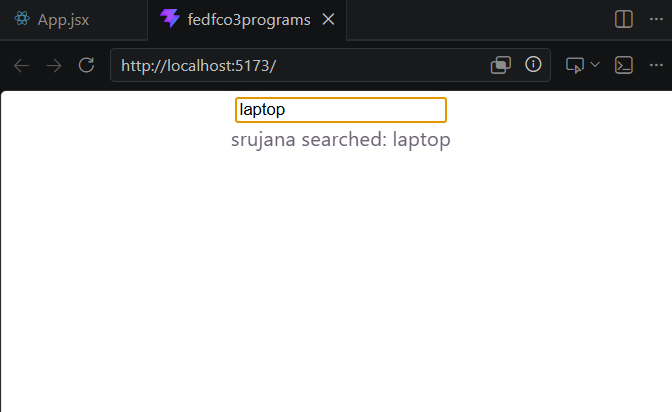 App.jsx fedfco3programs
http://localhost:5173/
laptop
srujana searched: laptop